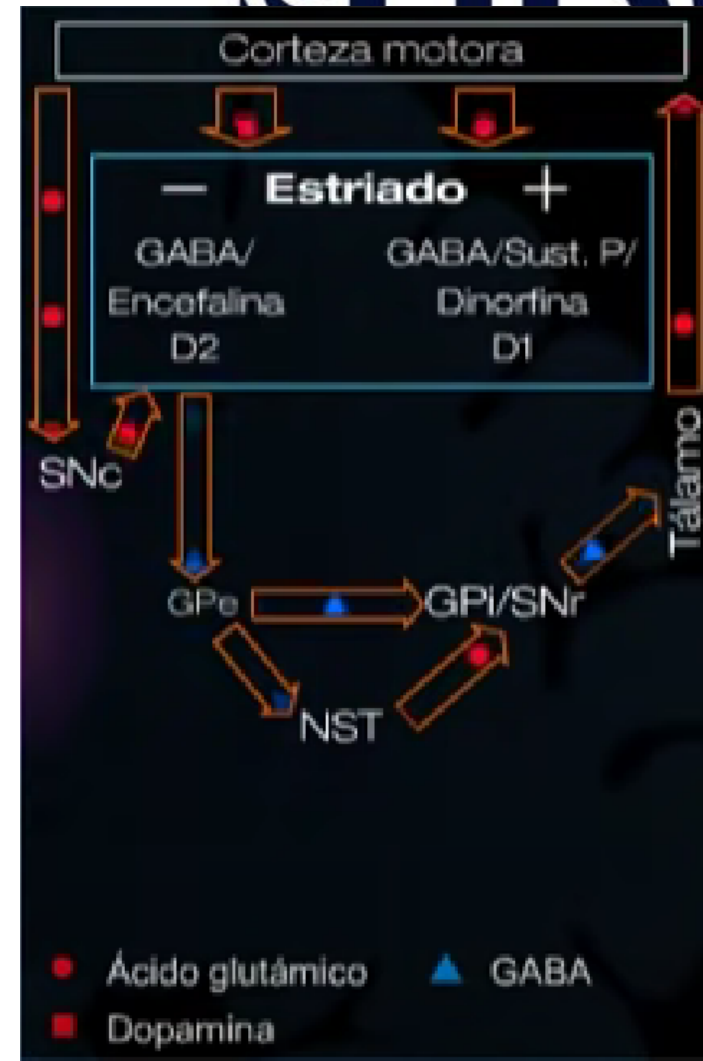 Corteza motora
— Estriado +
GABA/
Encefalina
D2
GABA/Sust. P/
Dinorfina
D1
SNc
Tálamo
GPe
GPi/SNr
NST
Ácido glutámico
GABA
Dopamina